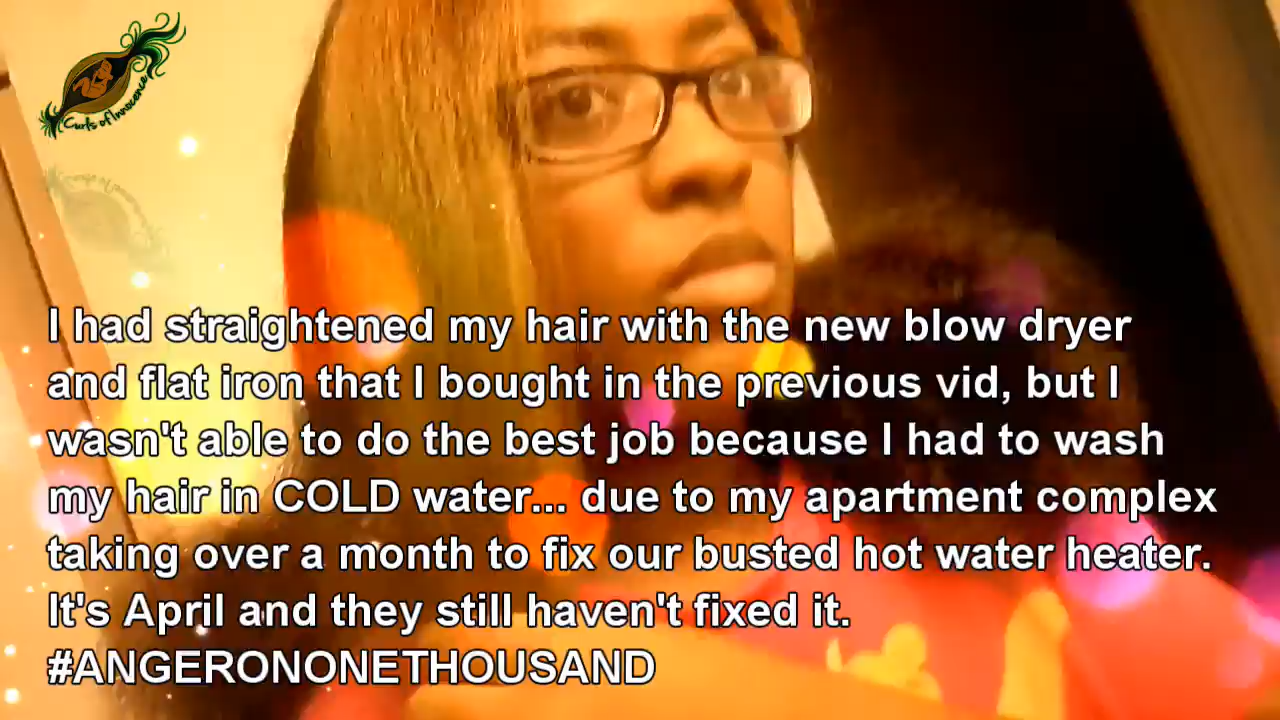 Curls of Innocence
I had straightened my hair with the new blow dryer
and flat iron that I bought in the previous vid, but I
wasn't able to do the best job because I had to wash
my hair in COLD water... due to my apartment complex
taking over a month to fix our busted hot water heater.
It's April and they still haven't fixed it.
#ANGERONONETHOUSAND